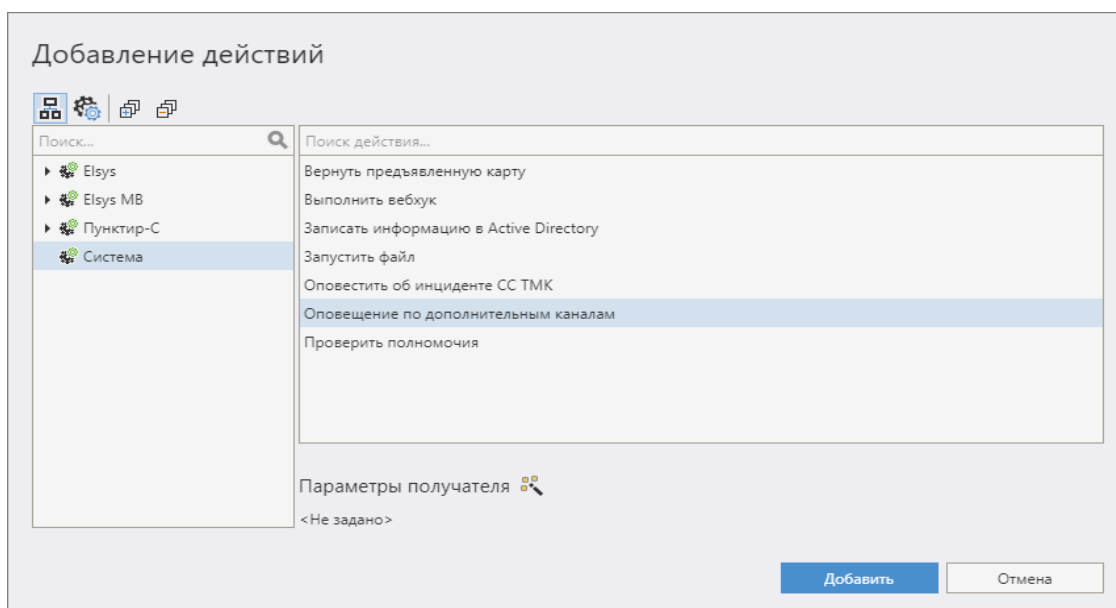 Добавление действий
Поиск...
Elsys
Elsys MB
Пунктир-С
Система
Поиск действия...
Вернуть предъявленную карту
Выполнить вебхук
Записать информацию в Active Directory
Запустить файл
Оповестить об инциденте СС ТМК
Оповещение по дополнительным каналам
Проверить полномочия
Параметры получателя
<Не задано>
Добавить
Отмена